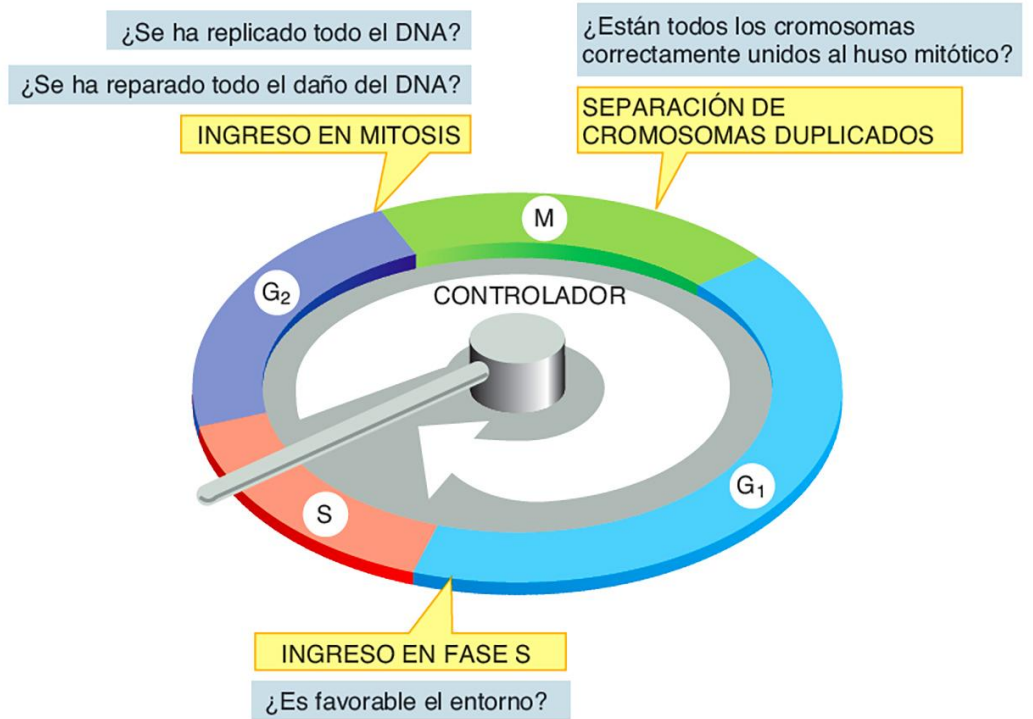 ¿Se ha replicado todo el DNA?
¿Se ha reparado todo el daño del DNA?
INGRESO EN MITOSIS
¿Están todos los cromosomas
correctamente unidos al huso mitótico?
SEPARACIÓN DE
CROMOSOMAS DUPLICADOS
M
G₂
CONTROLADOR
G₁
S
INGRESO EN FASE S
¿Es favorable el entorno?